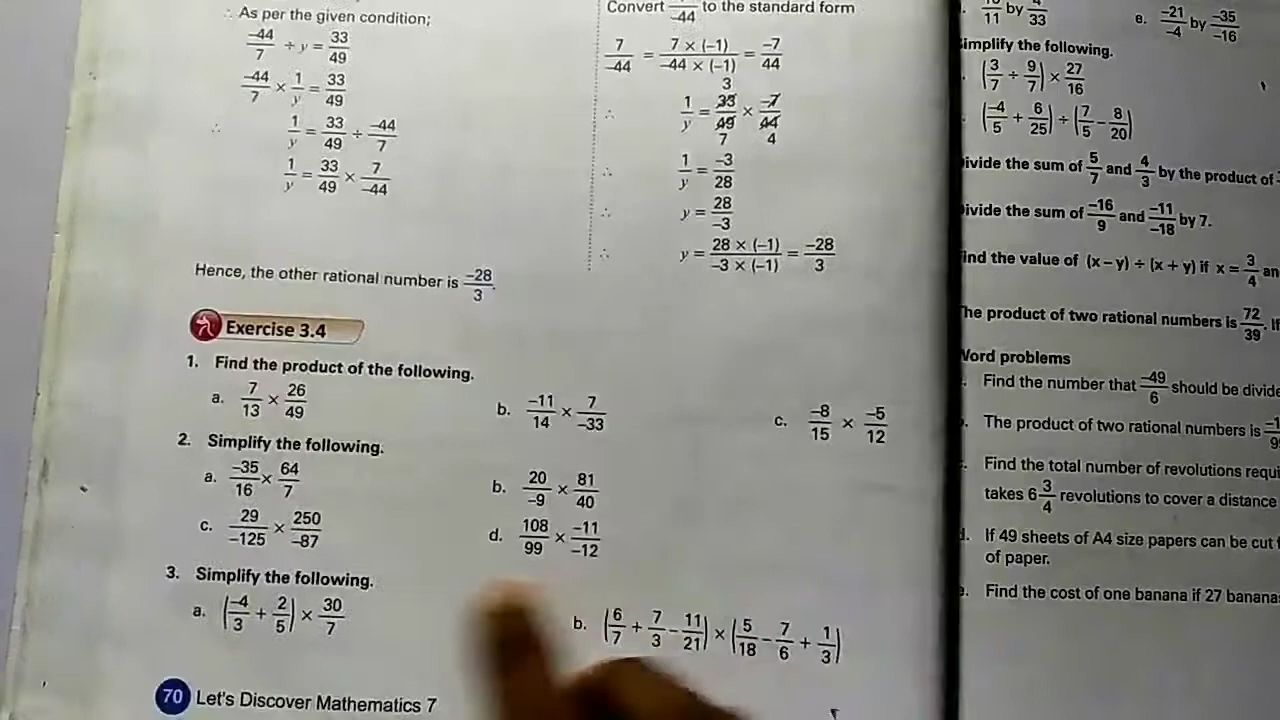 ∴ As per the given condition;
-44/7 ÷ y = 33/49
-44/7 × 1/y = 33/49
∴ 1/y = 33/49 ÷ -44/7
1/y = 33/49 × 7/-44
Hence, the other rational number is -28/3.
Convert /-44 to the standard form
7/-44 = 7 × (-1)/-44 × (-1) = -7/44
3
∴ 1/y = 33/49 × -7/44
7 4
∴ 1/y = -3/28
∴ y = 28/-3
∴ y = 28 × (-1)/-3 × (-1) = -28/3
Exercise 3.4
1. Find the product of the following.
a. 7/13 × 26/49 b. -11/14 × 7/-33 c. -8/15 × -5/12
2. Simplify the following.
a. -35/16 × 64/7 b. 20/-9 × 81/40
c. 29/-125 × 250/-87 d. 108/99 × -11/-12
3. Simplify the following.
a. (-4/3 + 2/5) × 30/7 b. (6/7 + 7/3 - 11/21) × (5/18 - 7/6 + 1/3)
70 Let's Discover Mathematics 7
/11 by /33 e. -21/-4 by -35/-16
implify the following.
(3/7 ÷ 9/7) × 27/16
(-4/5 + 6/25) ÷ (7/5 - 8/20)
ivide the sum of 5/7 and 4/3 by the product of
ivide the sum of -16/9 and -11/-18 by 7.
ind the value of (x – y) ÷ (x + y) if x = 3/4 an
he product of two rational numbers is 72/39. If
Word problems
Find the number that -49/6 should be divide
The product of two rational numbers is
Find the total number of revolutions requi
takes 6 3/4 revolutions to cover a distance
If 49 sheets of A4 size papers can be cut
of paper.
Find the cost of one banana if 27 banana